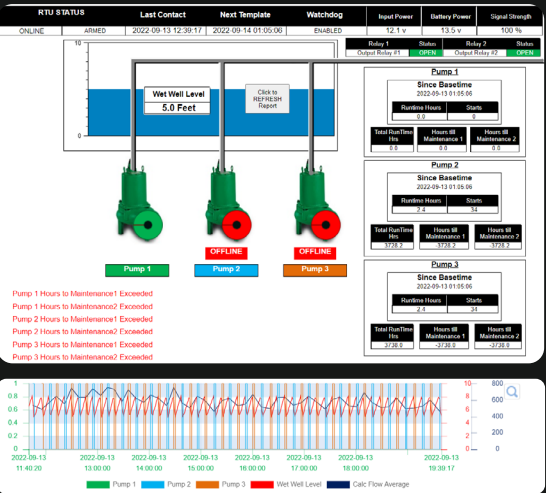 RTU STATUS Last Contact Next Template Watchdog Input Power Battery Power Signal Strength
ONLINE ARMED 2022-09-13 12:39:17 2022-09-14 01:05:06 ENABLED 12.1 v 13.5 v 100 %
Relay 1 Status Relay 2 Status
Output Relay #1 OPEN Output Relay #2 OPEN
10
0
Wet Well Level
5.0 Feet
Click to
REFRESH
Report
OFFLINE OFFLINE
Pump 1 Pump 2 Pump 3
Pump 1
Since Basetime
2022-09-13 01:05:06
Runtime Hours Starts
0.0 0
Total RunTime Hrs Hours till Maintenance 1 Hours till Maintenance 2
0.0 0.0 0.0
Pump 2
Since Basetime
2022-09-13 01:05:06
Runtime Hours Starts
2.4 34
Total RunTime Hrs Hours till Maintenance 1 Hours till Maintenance 2
3728.2 -3728.2 -3728.2
Pump 3
Since Basetime
2022-09-13 01:05:06
Runtime Hours Starts
2.4 34
Total RunTime Hrs Hours till Maintenance 1 Hours till Maintenance 2
3738.0 -3738.0 -3738.0
Pump 1 Hours to Maintenance1 Exceeded
Pump 1 Hours to Maintenance2 Exceeded
Pump 2 Hours to Maintenance1 Exceeded
Pump 2 Hours to Maintenance2 Exceeded
Pump 3 Hours to Maintenance1 Exceeded
Pump 3 Hours to Maintenance2 Exceeded
1 10 800
0.8 8 600
0.6 6
0.4 4 400
0.2 2 200
0 0 0
2022-09-13 2022-09-13 2022-09-13 2022-09-13 2022-09-13 2022-09-13 2022-09-13 2022-09-13
11:40:20 13:00:00 14:00:00 15:00:00 16:00:00 17:00:00 18:00:00 19:39:17
Pump 1 Pump 2 Pump 3 Wet Well Level Calc Flow Average